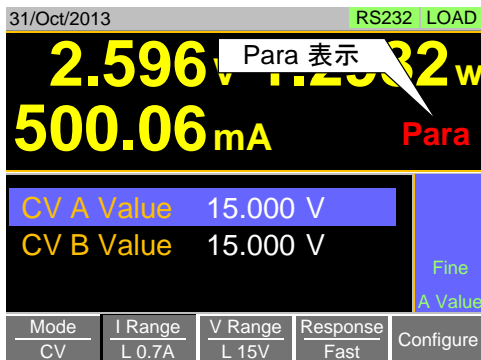 31/Oct/2013 RS232 LOAD
2.596 V W
Para 表示
500.06 mA Para
CV A Value 15.000 V
CV B Value 15.000 V
Fine
A Value
Mode I Range V Range Response Configure
CV L 0.7A L 15V Fast